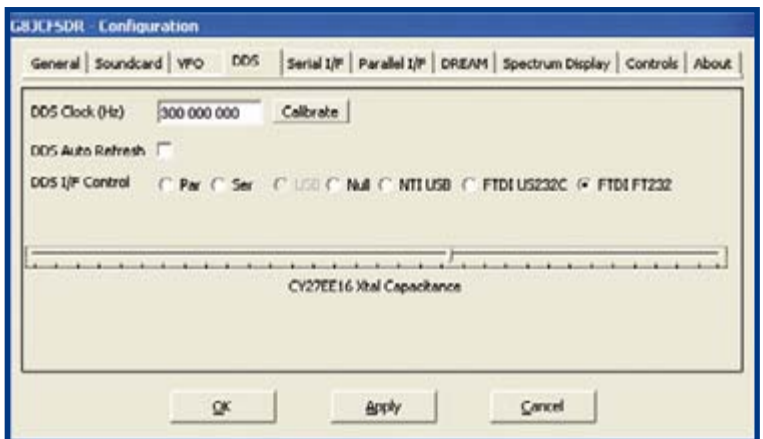 G8JCFSDR - Configuration
General Soundcard VFO DDS Serial I/F Parallel I/F DREAM Spectrum Display Controls About
DDS Clock (Hz) 300 000 000 Calibrate
DDS Auto Refresh
DDS I/F Control Par Ser USB Null NTI USB FTDI US232C FTDI FT232
CY27EE16 Xtal Capacitance
OK Apply Cancel